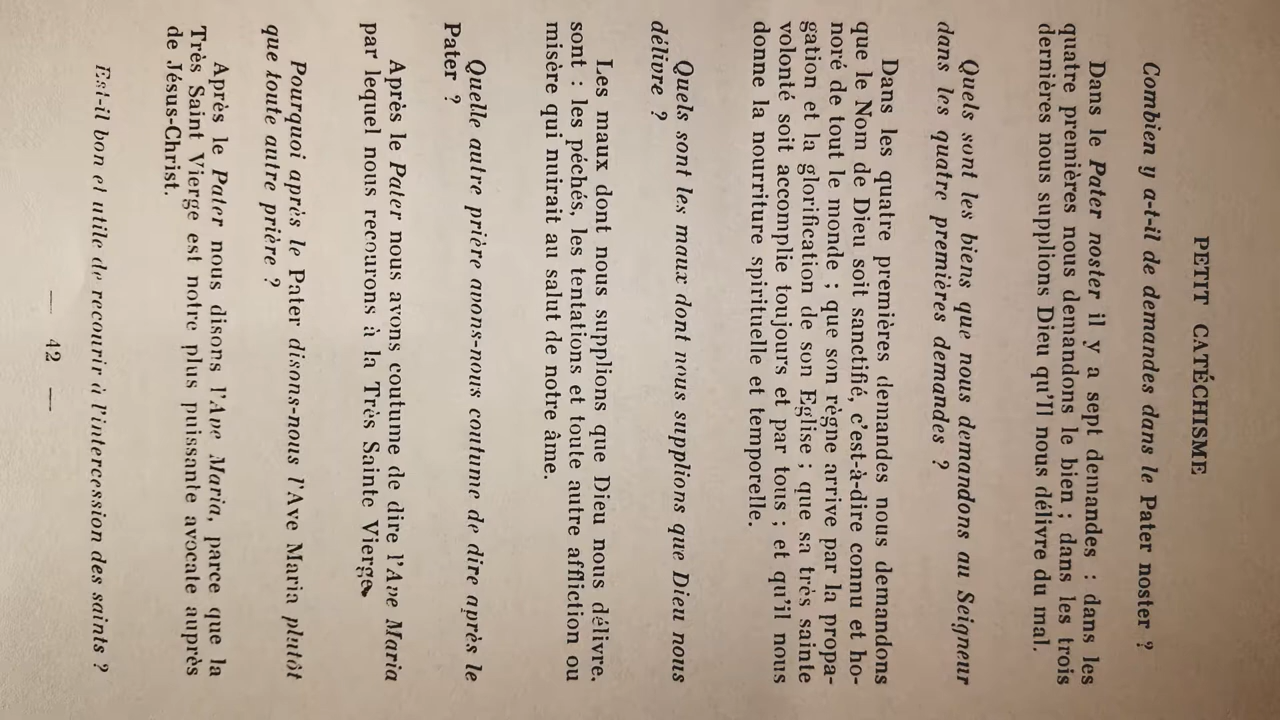 PETIT CATÉCHISME
Combien y a-t-il de demandes dans le Pater noster ?
Dans le Pater noster il y a sept demandes : dans les
quatre premières nous demandons le bien ; dans les trois
dernières nous supplions Dieu qu'Il nous délivre du mal.
Quels sont les biens que nous demandons au Seigneur
dans les quatre premières demandes ?
Dans les quatre premières demandes nous demandons
que le Nom de Dieu soit sanctifié, c'est-à-dire connu et ho-
noré de tout le monde ; que son règne arrive par la propa-
gation et la glorification de son Eglise ; que sa très sainte
volonté soit accomplie toujours et par tous ; et qu'il nous
donne la nourriture spirituelle et temporelle.
Quels sont les maux dont nous supplions que Dieu nous
délivre ?
Les maux dont nous supplions que Dieu nous délivre,
sont : les péchés, les tentations et toute autre affliction ou
misère qui nuirait au salut de notre âme.
Quelle autre prière avons-nous coutume de dire après le
Pater ?
Après le Pater nous avons coutume de dire l'Ave Maria
par lequel nous recourons à la Très Sainte Vierge.
Pourquoi après le Pater disons-nous l'Ave Maria plutôt
que toute autre prière ?
Après le Pater nous disons l'Ave Maria, parce que la
Très Saint Vierge est notre plus puissante avocate auprès
de Jésus-Christ.
Est-il bon et utile de recourir à l'intercession des saints ?
— 42 —